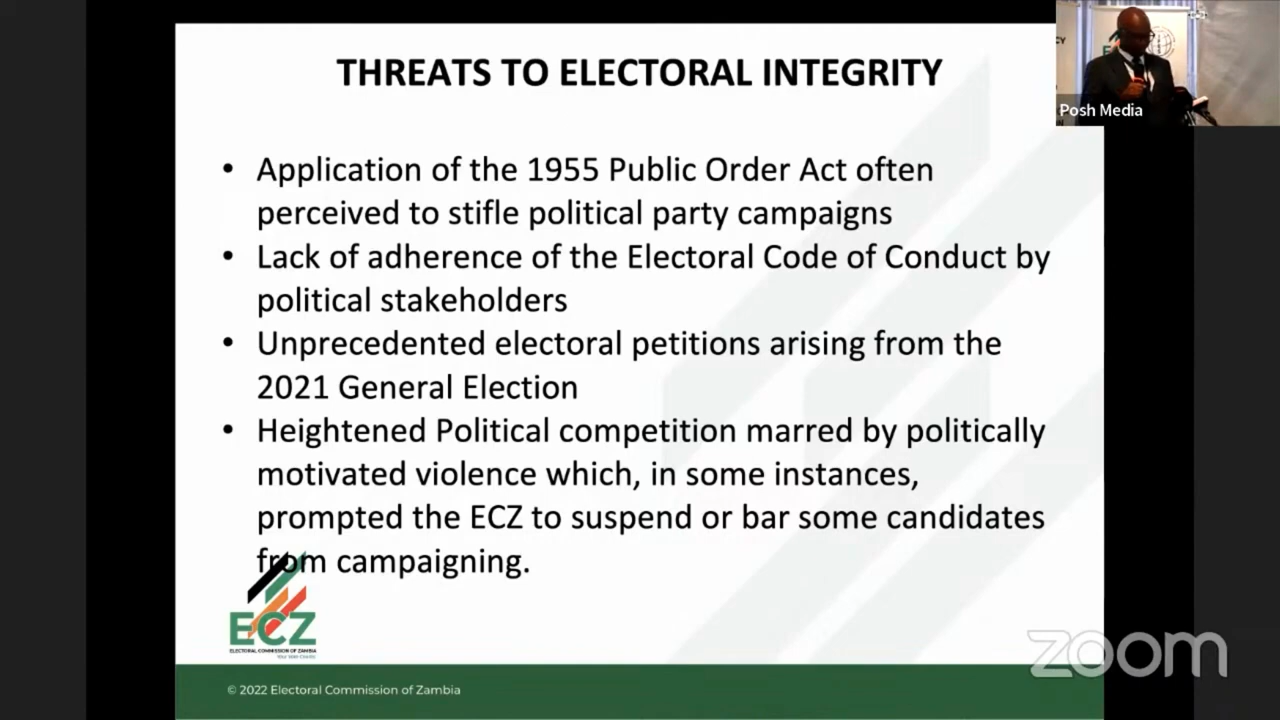 THREATS TO ELECTORAL INTEGRITY
Posh Media
• Application of the 1955 Public Order Act often
perceived to stifle political party campaigns
• Lack of adherence of the Electoral Code of Conduct by
political stakeholders
• Unprecedented electoral petitions arising from the
2021 General Election
• Heightened Political competition marred by politically
motivated violence which, in some instances,
prompted the ECZ to suspend or bar some candidates
from campaigning.
ECZ
ELECTORAL COMMISSION OF ZAMBIA
© 2022 Electoral Commission of Zambia
zoom